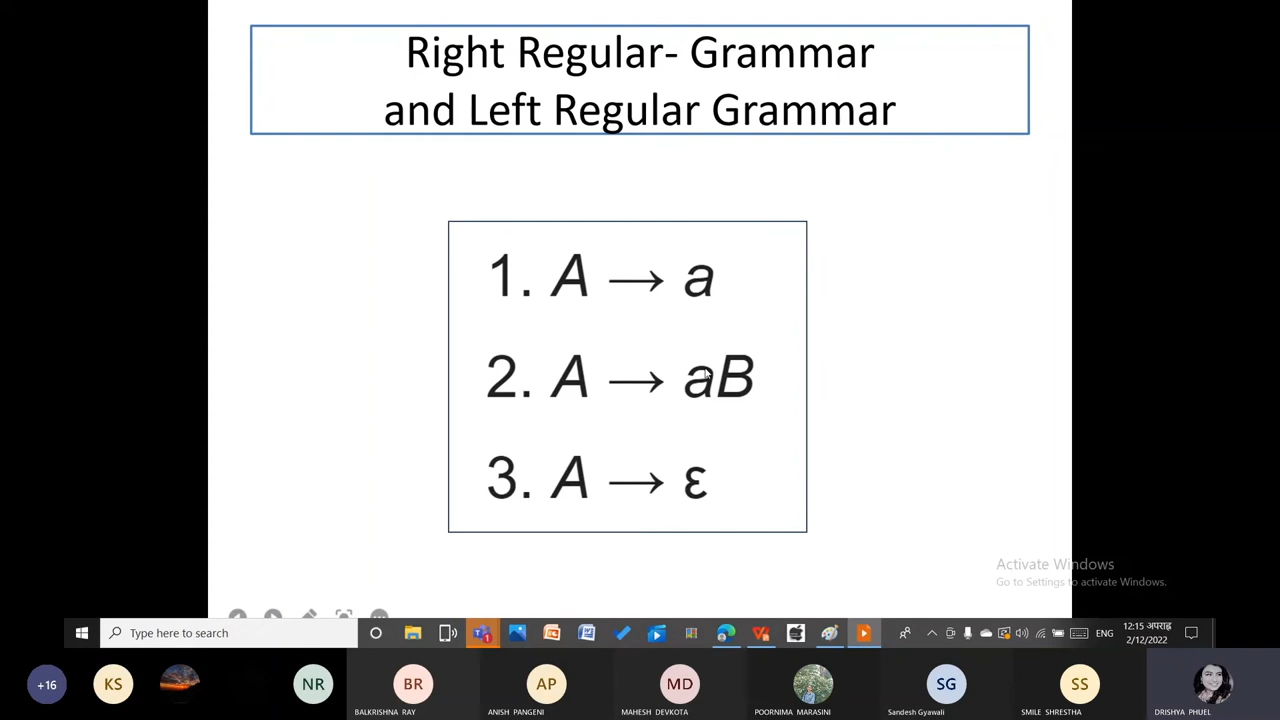 Right Regular- Grammar
and Left Regular Grammar
1. A → a
2. A → aB
3. A → ε
Activate Windows
Go to Settings to activate Windows.
Type here to search
ENG
12:15 अपराह्न
2/12/2022
+16
KS
NR
BR
BALKRISHNA RAY
AP
ANISH PANGENI
MD
MAHESH DEVKOTA
POORNIMA MARASINI
SG
Sandesh Gyawali
SS
SMILE SHRESTHA
DRISHYA PHUEL